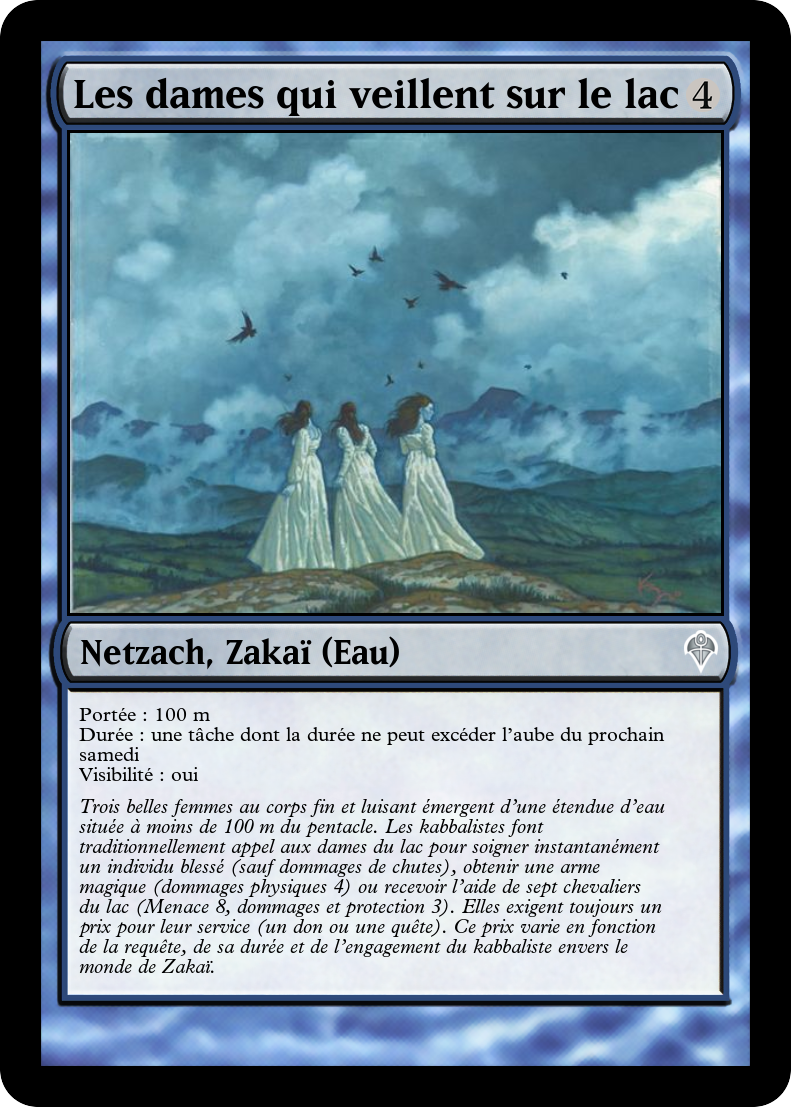 Les dames qui veillent sur le lac 4
Netzach, Zakaï (Eau)
Portée : 100 m
Durée : une tâche dont la durée ne peut excéder l'aube du prochain
samedi
Visibilité : oui
Trois belles femmes au corps fin et luisant émergent d'une étendue d'eau
située à moins de 100 m du pentacle. Les kabbalistes font
traditionnellement appel aux dames du lac pour soigner instantanément
un individu blessé (sauf dommages de chutes), obtenir une arme
magique (dommages physiques 4) ou recevoir l'aide de sept chevaliers
du lac (Menace 8, dommages et protection 3). Elles exigent toujours un
prix pour leur service (un don ou une quête). Ce prix varie en fonction
de la requête, de sa durée et de l'engagement du kabbaliste envers le
monde de Zakaï.